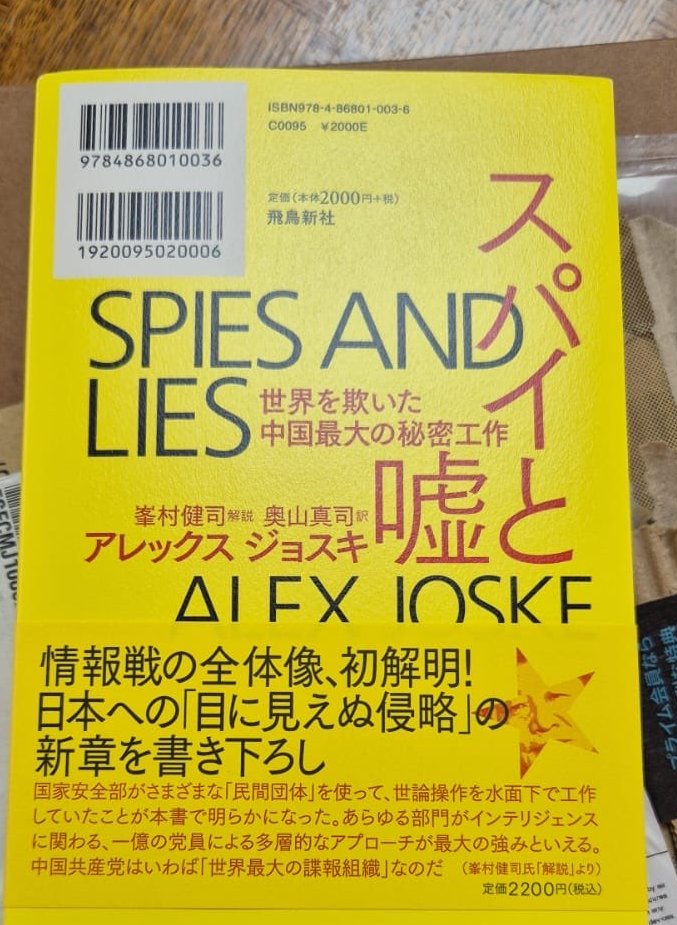 9784868010036
1920095020006
ISBN978-4-86801-003-6
C0095 ¥2000E
定価(本体2000円+税)
飛鳥新社
スパイと
嘘
SPIES AND
LIES
世界を欺いた
中国最大の秘密工作
峯村健司解説 奥山真司訳
アレックス ジョスキ
ALEX JOSKE
情報戦の全体像、初解明!
日本への「目に見えぬ侵略」の
新章を書き下ろし
国家安全部がさまざまな「民間団体」を使って、世論操作を水面下で工作
していたことが本書で明らかになった。あらゆる部門がインテリジェンス
に関わる、一億の党員による多層的なアプローチが最大の強みといえる。
中国共産党はいわば「世界最大の諜報組織」なのだ (峯村健司氏「解説」より)
定価2200円(税込)
プライム会員なら